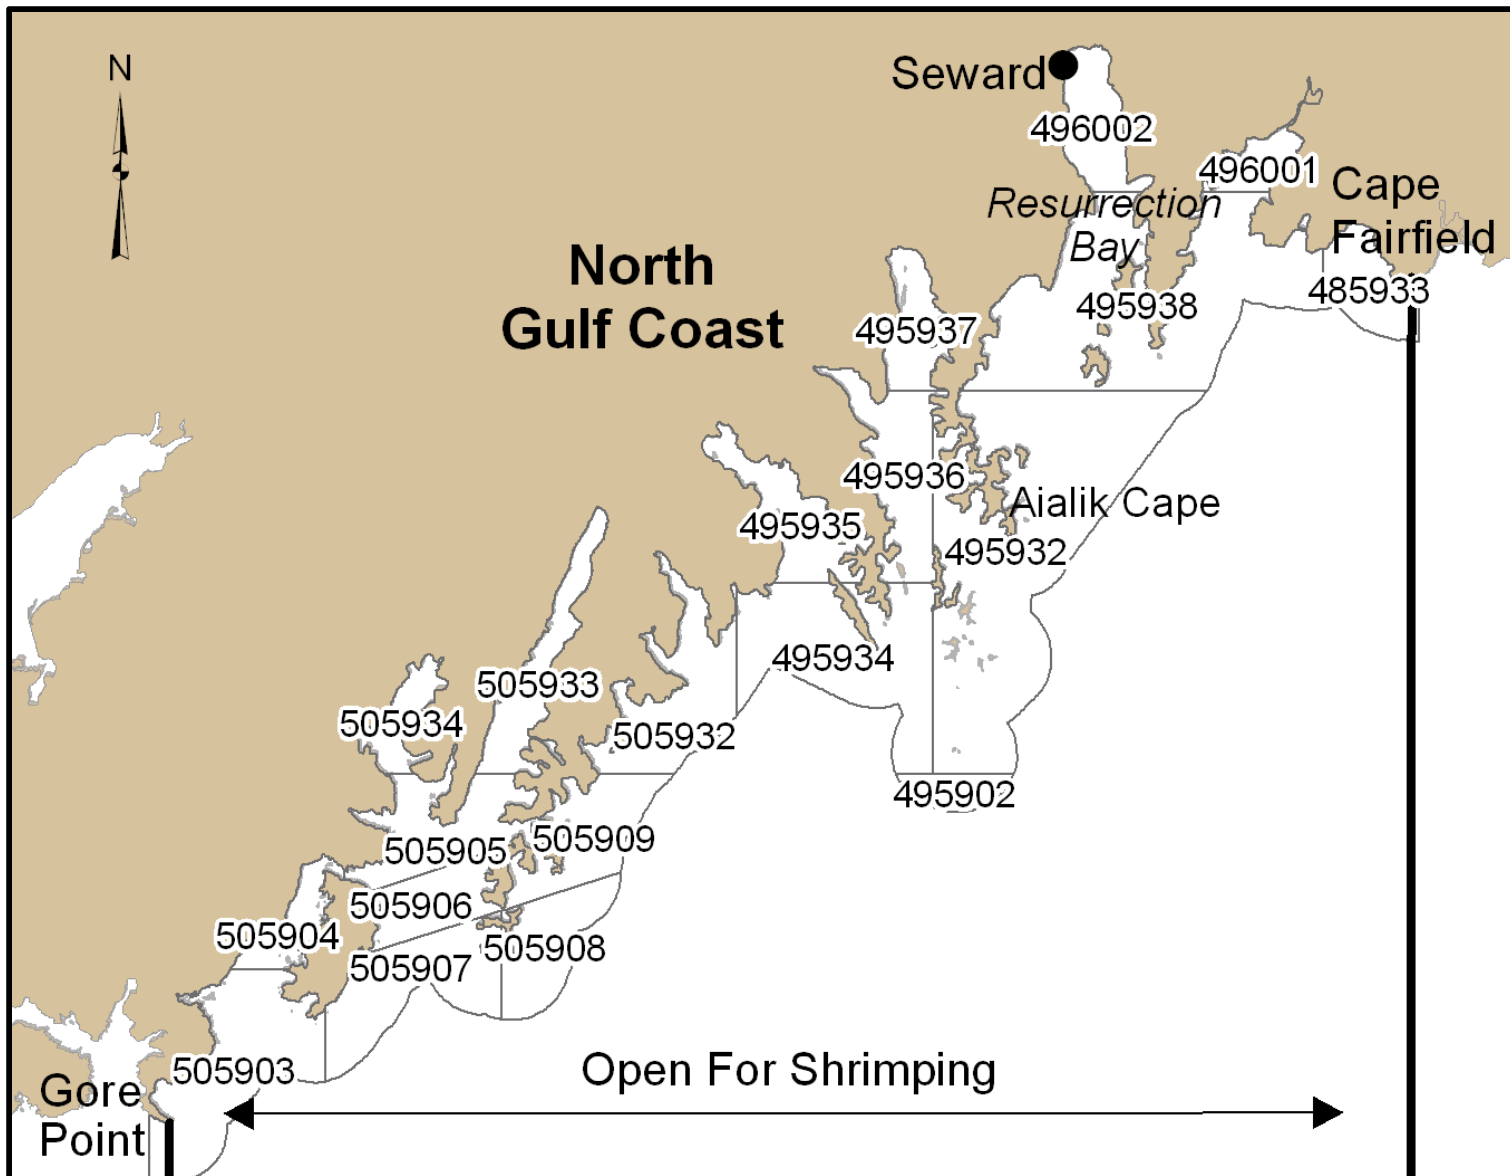 N
Seward
496002
496001
Cape
Fairfield
Resurrection
Bay
North
Gulf Coast
485933
495938
495937
495936
Aialik Cape
495935
495932
495934
505933
505934
505932
495902
505909
505905
505906
505904
505908
505907
505903
Open For Shrimping
Gore
Point